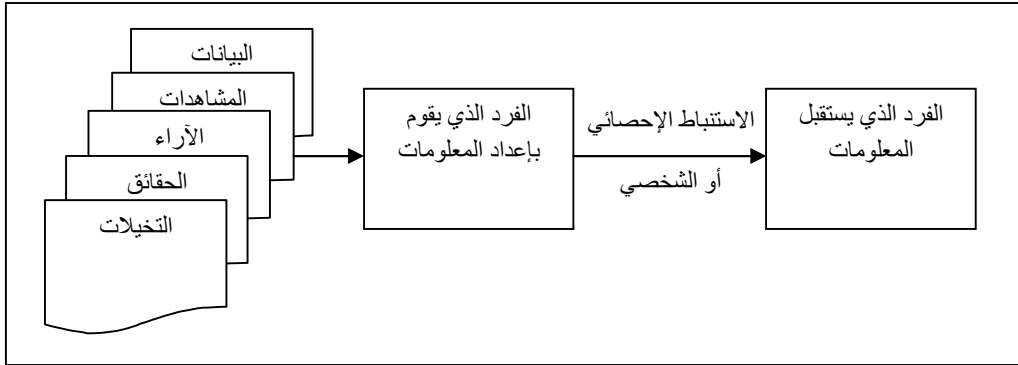 البيانات
المشاهدات
الآراء
الحقائق
التخيلات
الفرد الذي يقوم
بإعداد المعلومات
الاستنباط الإحصائي
أو الشخصي
الفرد الذي يستقبل
المعلومات